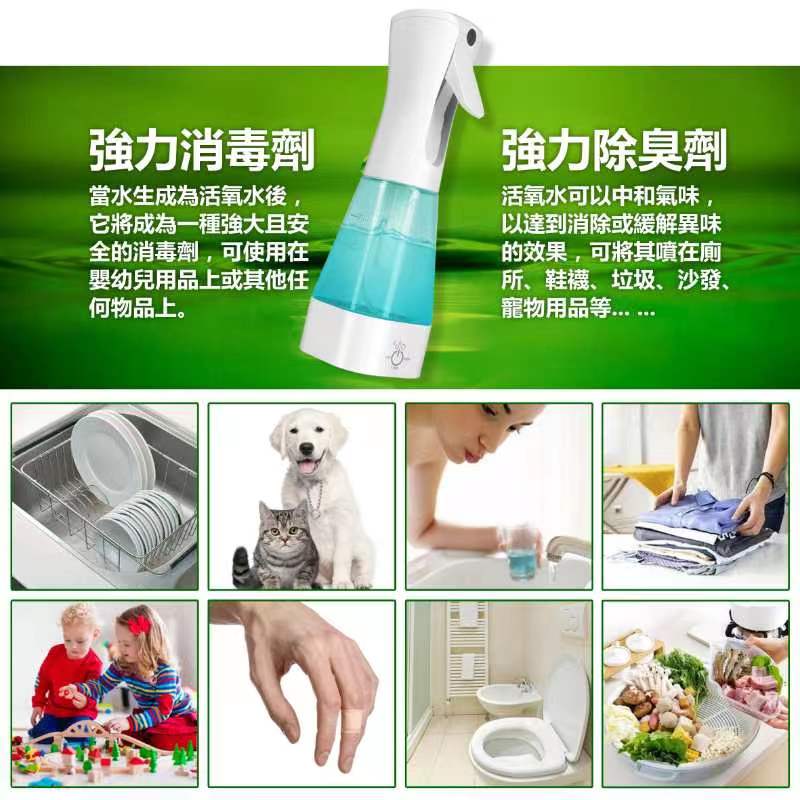 強力消毒劑
當水生成為活氧水後，
它將成為一種強大且安
全的消毒劑，可使用在
嬰幼兒用品上或其他任
何物品上。
強力除臭劑
活氧水可以中和氣味，
以達到消除或緩解異味
的效果，可將其噴在廁
所、鞋襪、垃圾、沙發、
寵物用品等... ...